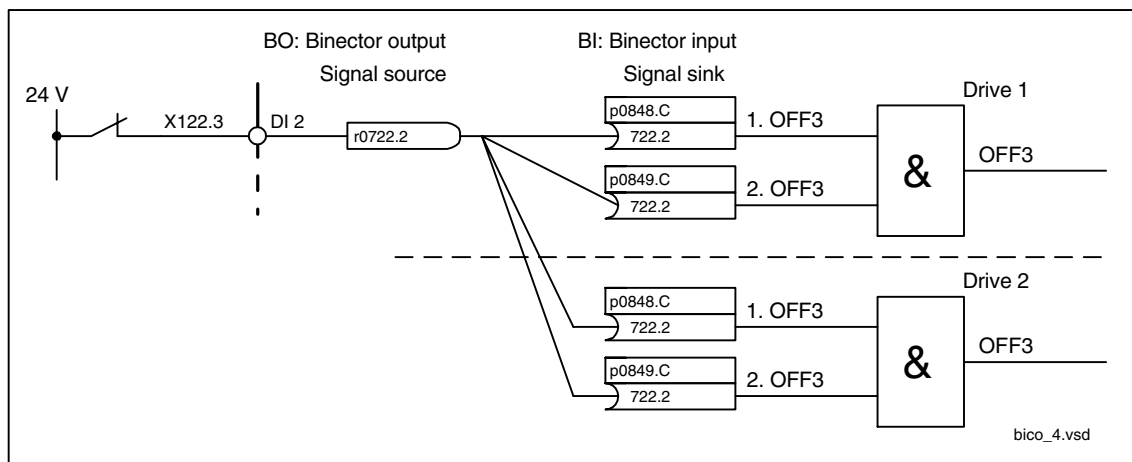 BO: Binector output
Signal source
BI: Binector input
Signal sink
24 V
X122.3
DI 2
r0722.2
Drive 1
p0848.C
722.2
1. OFF3
p0849.C
722.2
2. OFF3
&
OFF3
Drive 2
p0848.C
722.2
1. OFF3
p0849.C
722.2
2. OFF3
&
OFF3
bico_4.vsd